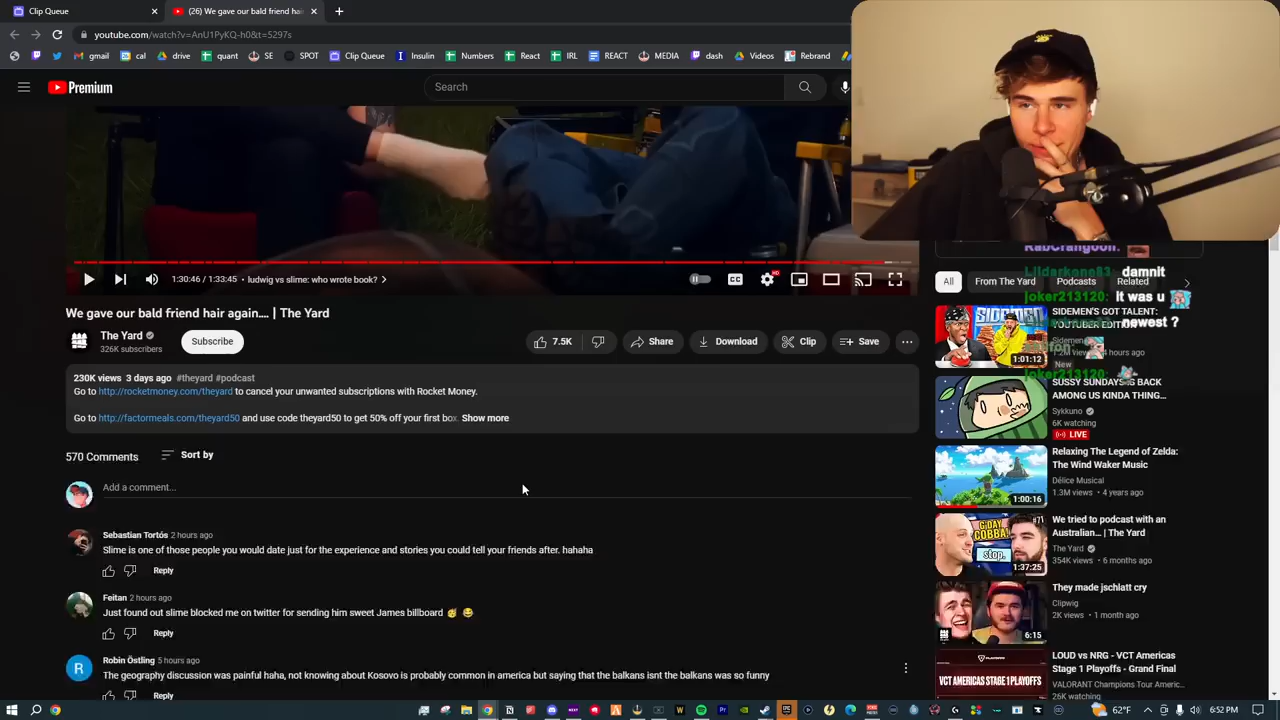 Clip Queue
(26) We gave our bald friend hai
youtube.com/watch?v=AnU1PyKQ-h0&t=5297s
gmail
cal
drive
quant
SE
SPOT
Clip Queue
Insulin
Numbers
React
IRL
REACT
MEDIA
dash
Videos
Rebrand
Premium
Search
1:30:46 / 1:33:45 • ludwig vs slime: who wrote book? >
HD
We gave our bald friend hair again.... | The Yard
The Yard
326K subscribers
Subscribe
7.5K
Share
Download
Clip
Save
230K views 3 days ago #theyard #podcast
Go to http://rocketmoney.com/theyard to cancel your unwanted subscriptions with Rocket Money.
Go to http://factormeals.com/theyard50 and use code theyard50 to get 50% off your first box. Show more
570 Comments
Sort by
Add a comment...
Sebastian Tortós 2 hours ago
Slime is one of those people you would date just for the experience and stories you could tell your friends after. hahaha
Reply
Feitan 2 hours ago
Just found out slime blocked me on twitter for sending him sweet James billboard 🥳 😂
Reply
R
Robin Östling 5 hours ago
The geography discussion was painful haha, not knowing about Kosovo is probably common in america but saying that the balkans isnt the balkans was so funny
Reply
RabCrangoon:
damnit
joker213120: it was u
newest ?
joker213120:
All
From The Yard
Podcasts
Related
SIDEMEN'S GOT TALENT:
YOUTUBER EDITION
Sidemen
hours ago
New
1:01:12
SUSSY SUNDAYS IG BACK
AMONG US KINDA THING...
Sykkuno
6K watching
LIVE
Relaxing The Legend of Zelda:
The Wind Waker Music
Délice Musical
1.3M views • 4 years ago
1:00:16
We tried to podcast with an
Australian... | The Yard
The Yard
354K views • 6 months ago
G'DAY
COBBA!
stop.
1:37:25
They made jschlatt cry
Clipwig
2K views • 1 month ago
6:15
LOUD vs NRG - VCT Americas
Stage 1 Playoffs - Grand Final
VALORANT Champions Tour Americ...
26K watching
VCT AMERICAS STAGE 1 PLAYOFFS
62°F
6:52 PM